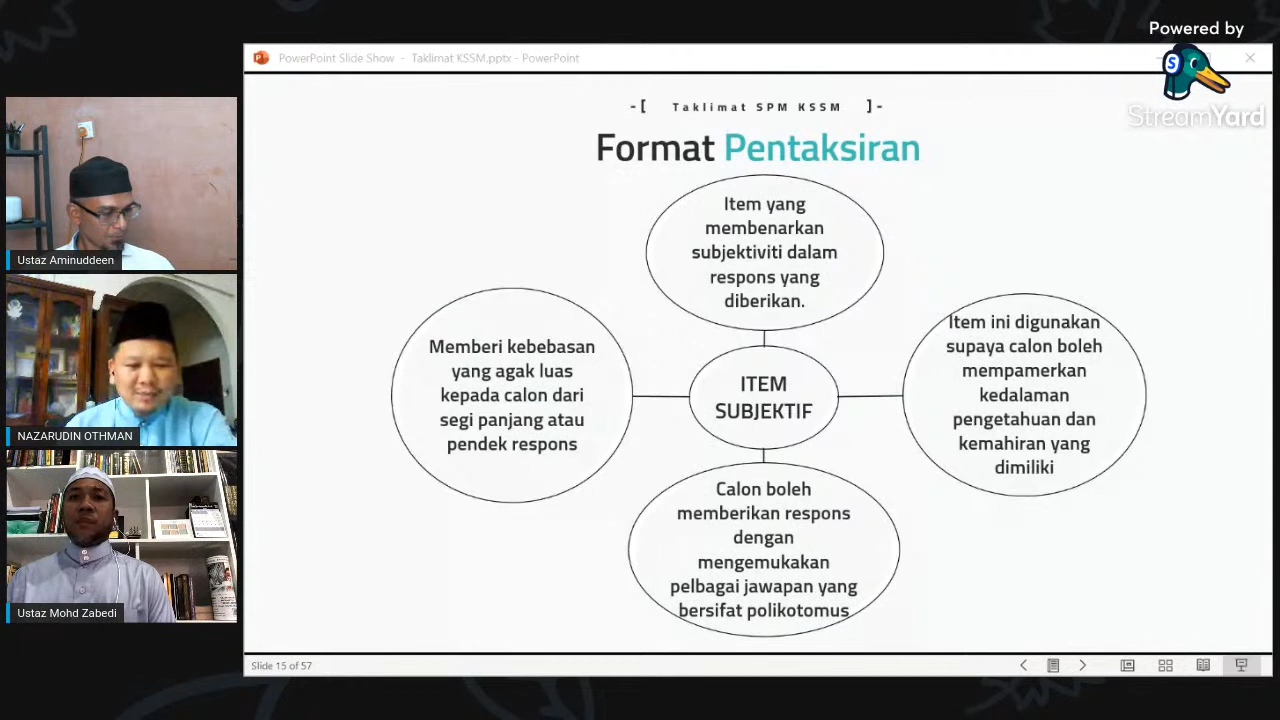 Powered by
StreamYard
PowerPoint Slide Show - Taklimat KSSM.pptx - PowerPoint
-[ Taklimat SPM KSSM ]-
Format Pentaksiran
Item yang
membenarkan
subjektiviti dalam
respons yang
diberikan.
Memberi kebebasan
yang agak luas
kepada calon dari
segi panjang atau
pendek respons
ITEM
SUBJEKTIF
Item ini digunakan
supaya calon boleh
mempamerkan
kedalaman
pengetahuan dan
kemahiran yang
dimiliki
Calon boleh
memberikan respons
dengan
mengemukakan
pelbagai jawapan yang
bersifat polikotomus
Ustaz Aminuddeen
NAZARUDIN OTHMAN
Ustaz Mohd Zabedi
Slide 15 of 57